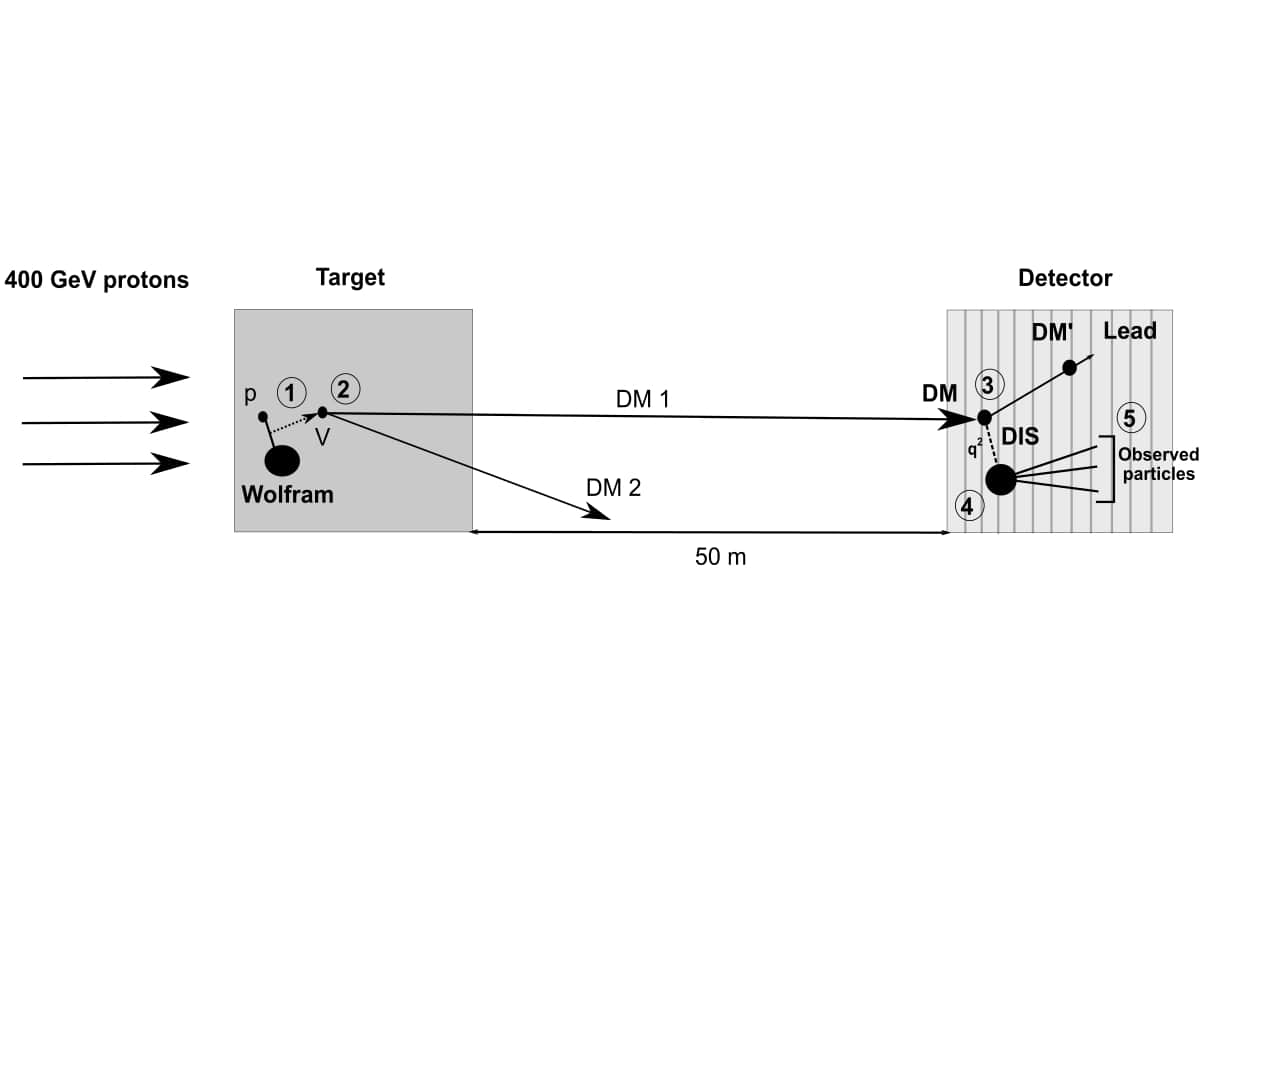 400 GeV protons
Target
Detector
DM'
Lead
p
1
2
V
Wolfram
DM 1
DM 2
50 m
DM
3
DIS
q²
4
5
Observed
particles